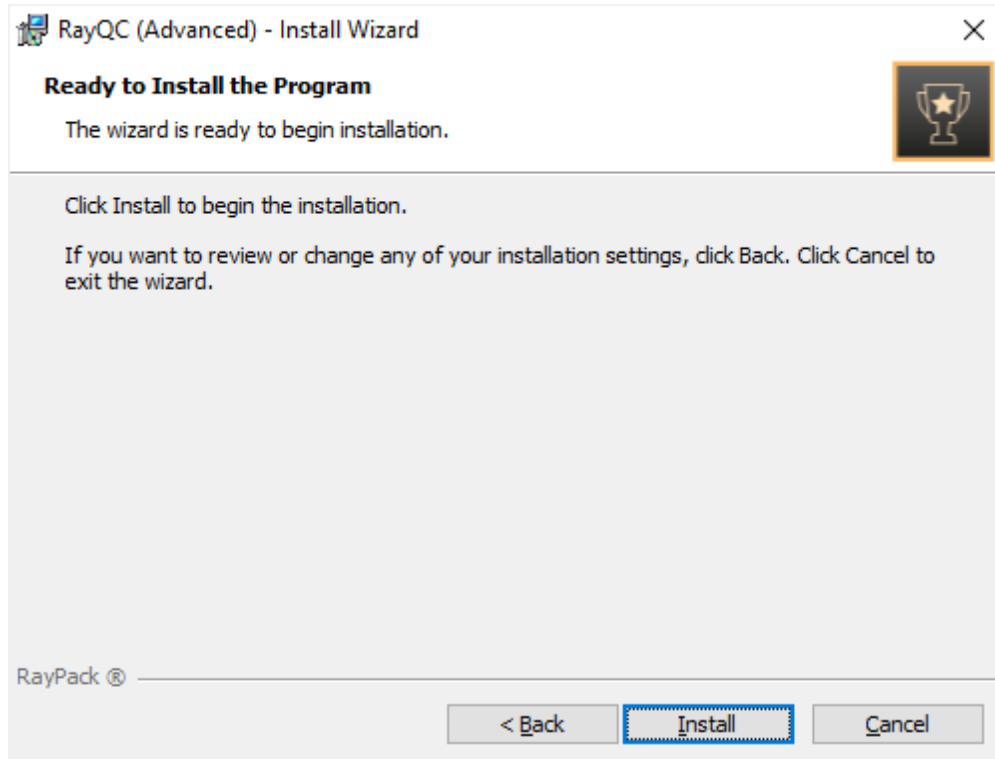 RayQC (Advanced) - Install Wizard
Ready to Install the Program
The wizard is ready to begin installation.
Click Install to begin the installation.
If you want to review or change any of your installation settings, click Back. Click Cancel to
exit the wizard.
RayPack ®
< Back
Install
Cancel